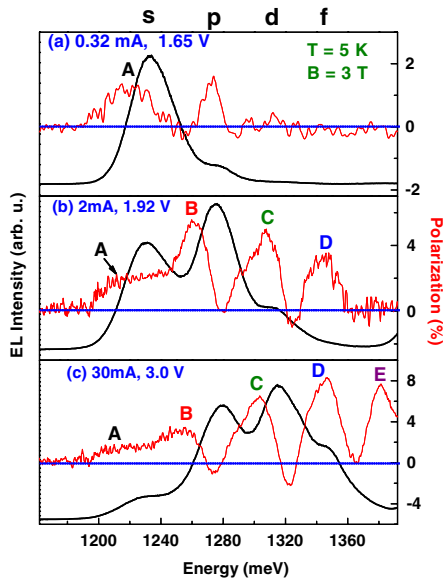 s p d f
(a) 0.32 mA, 1.65 V
T = 5 K
B = 3 T
A
2
0
-2
(b) 2mA, 1.92 V
B
C
D
A
4
0
(c) 30mA, 3.0 V
D
E
C
B
A
8
4
0
-4
EL Intensity (arb. u.)
Polarization (%)
1200 1240 1280 1320 1360
Energy (meV)